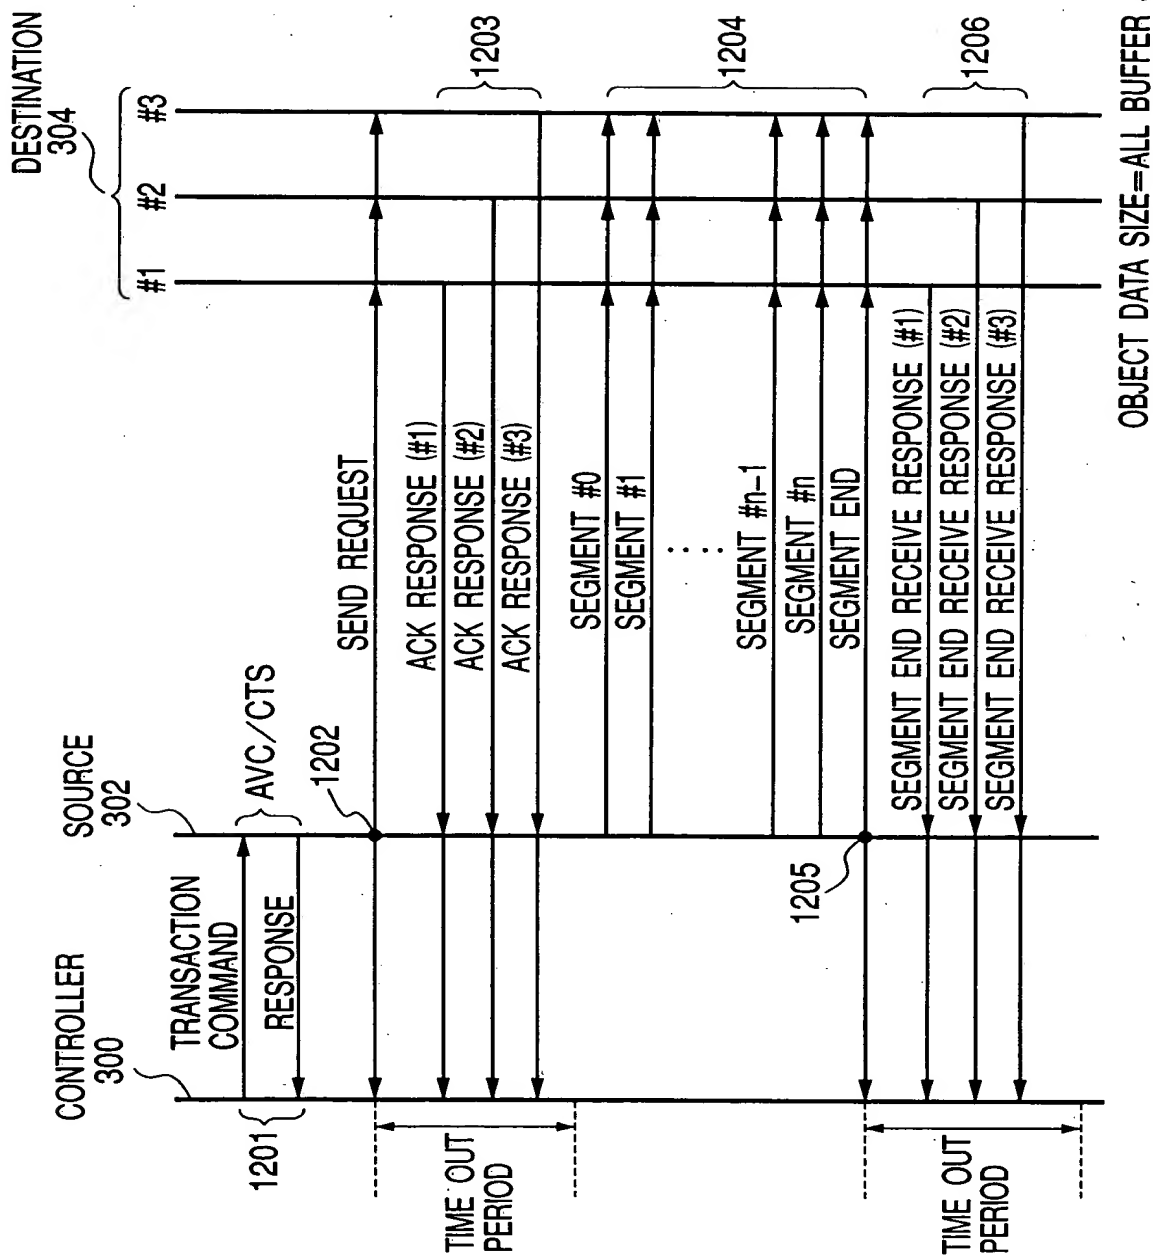 CONTROLLER
300
SOURCE
302
DESTINATION
304
#1
#2
#3
TRANSACTION
COMMAND
AVC/CTS
RESPONSE
1201
1202
SEND REQUEST
TIME OUT
PERIOD
ACK RESPONSE (#1)
ACK RESPONSE (#2)
ACK RESPONSE (#3)
1203
SEGMENT #0
SEGMENT #1
.....
SEGMENT #n-1
SEGMENT #n
SEGMENT END
1204
1205
TIME OUT
PERIOD
SEGMENT END RECEIVE RESPONSE (#1)
SEGMENT END RECEIVE RESPONSE (#2)
SEGMENT END RECEIVE RESPONSE (#3)
1206
OBJECT DATA SIZE=ALL BUFFER